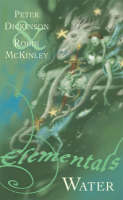 PETER
DICKINSON
&
ROBIN
MCKINLEY
Elementals
WATER